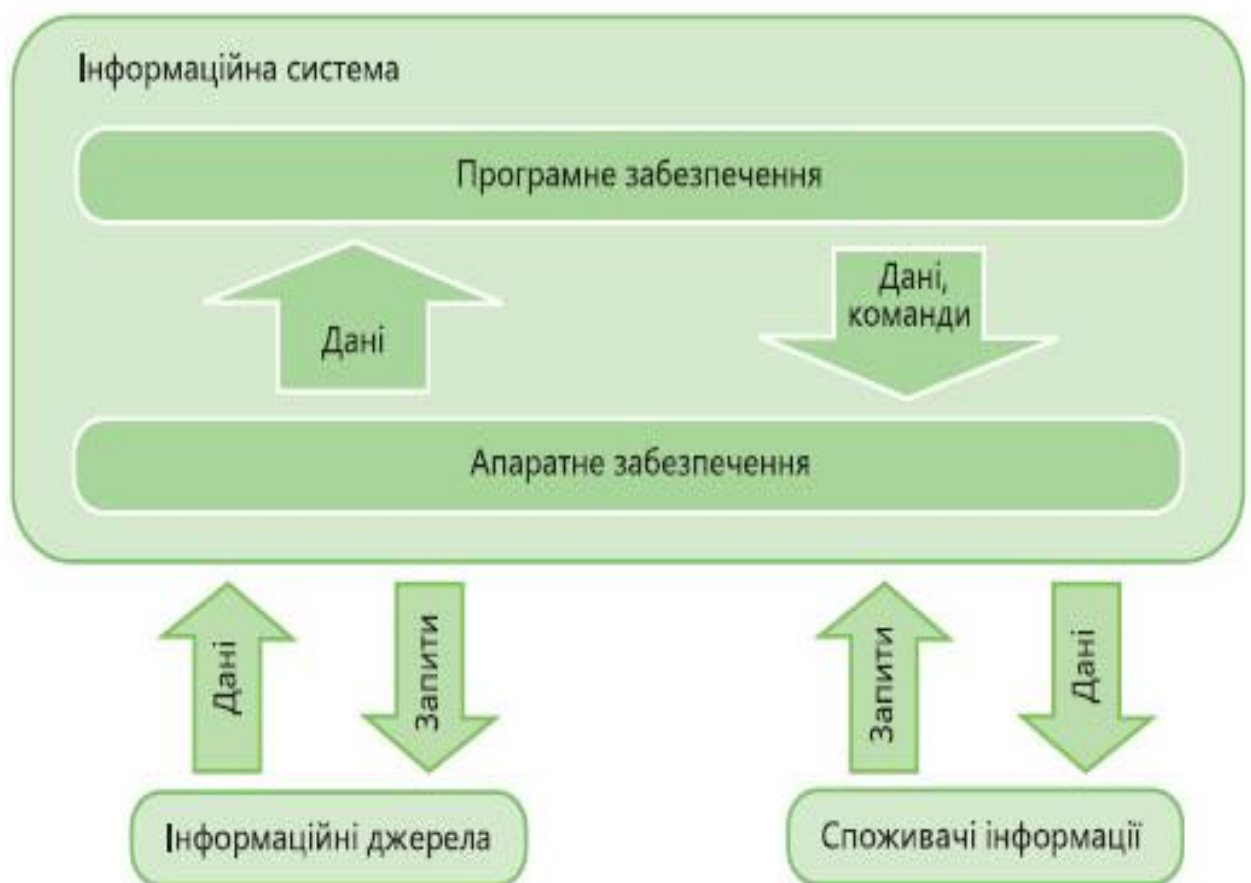 Інформаційна система
Програмне забезпечення
Дані
Дані,
команди
Апаратне забезпечення
Дані
Запити
Запити
Дані
Інформаційні джерела
Споживачі інформації